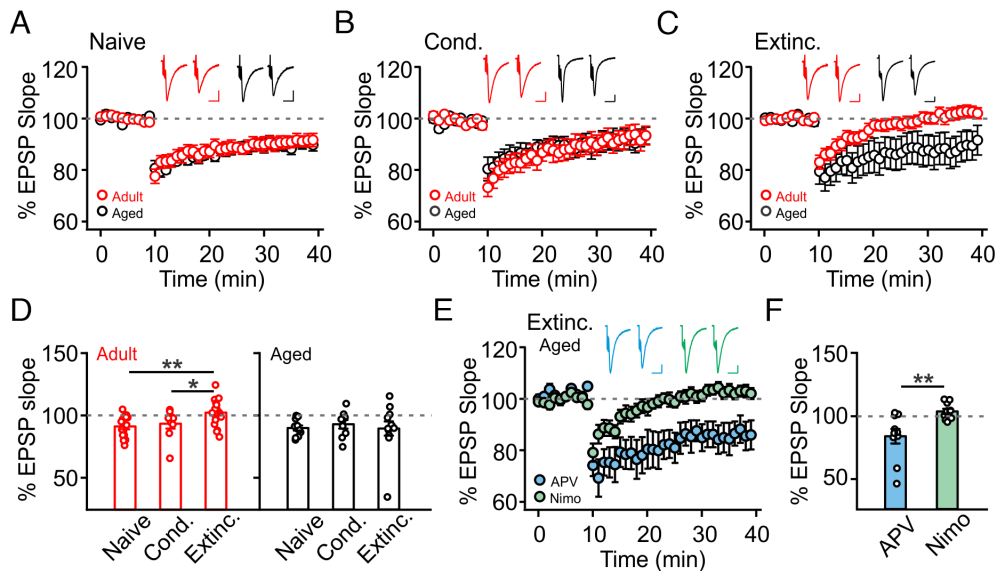 A
Naive
% EPSP Slope
120
100
80
60
Adult
Aged
0
10
20
30
40
Time (min)
B
Cond.
% EPSP Slope
120
100
80
60
Adult
Aged
0
10
20
30
40
Time (min)
C
Extinc.
% EPSP Slope
120
100
80
60
Adult
Aged
0
10
20
30
40
Time (min)
D
% EPSP slope
150
100
50
Adult
**
*
Aged
Naive
Cond.
Extinc.
Naive
Cond.
Extinc.
E
Extinc.
Aged
% EPSP Slope
120
100
80
60
APV
Nimo
0
10
20
30
40
Time (min)
F
% EPSP slope
150
100
50
**
APV
Nimo